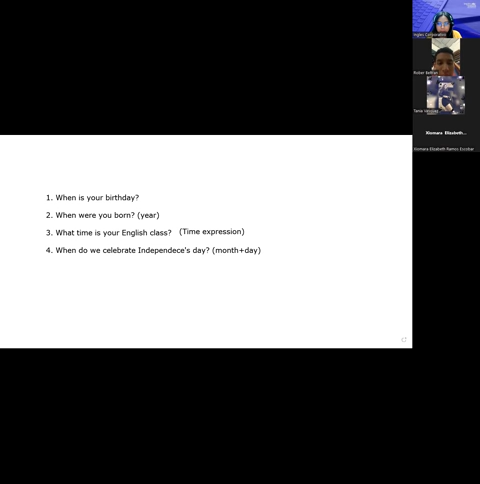 Ingles Corporativo
Rober Beltran
Tania
Xiomara Elizabeth...
Xiomara Elizabeth Ramos Escobar
1. When is your birthday?
2. When were you born? (year)
3. What time is your English class? (Time expression)
4. When do we celebrate Independece's day? (month+day)